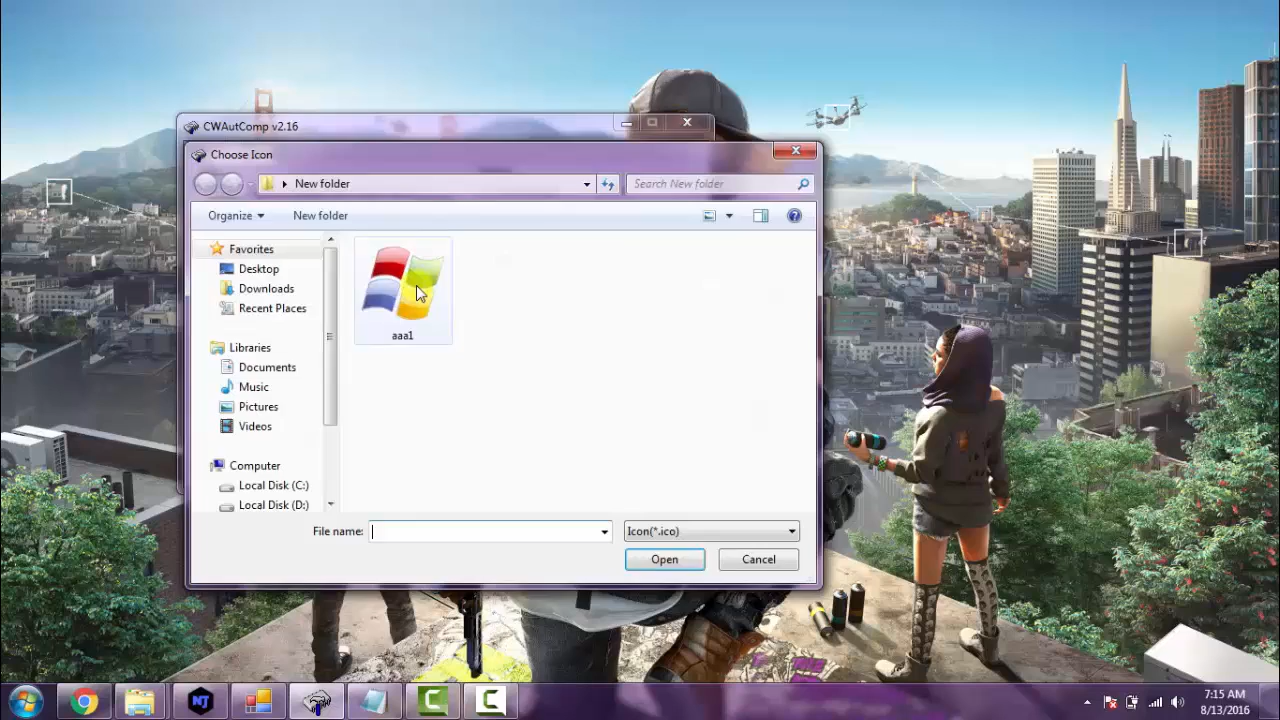 CWAutComp v2.16
Choose Icon
New folder
Search New folder
Organize
New folder
Favorites
Desktop
Downloads
Recent Places
Libraries
Documents
Music
Pictures
Videos
Computer
Local Disk (C:)
Local Disk (D:)
aaa1
File name:
Icon(*.ico)
Open
Cancel
NT
C
C
7:15 AM
8/13/2016